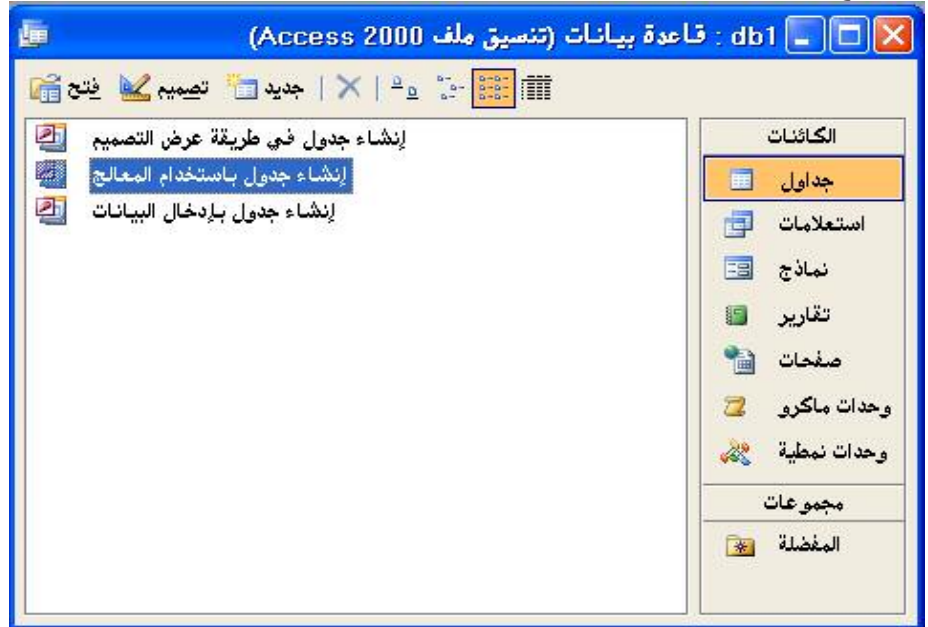 db1 : قاعدة بيانات (تنسيق ملف Access 2000)
فتح تصميم جديد
الكائنات
جداول
استعلامات
نماذج
تقارير
صفحات
وحدات ماكرو
وحدات نمطية
مجموعات
المفضلة
إنشاء جدول في طريقة عرض التصميم
إنشاء جدول باستخدام المعالج
إنشاء جدول بإدخال البيانات